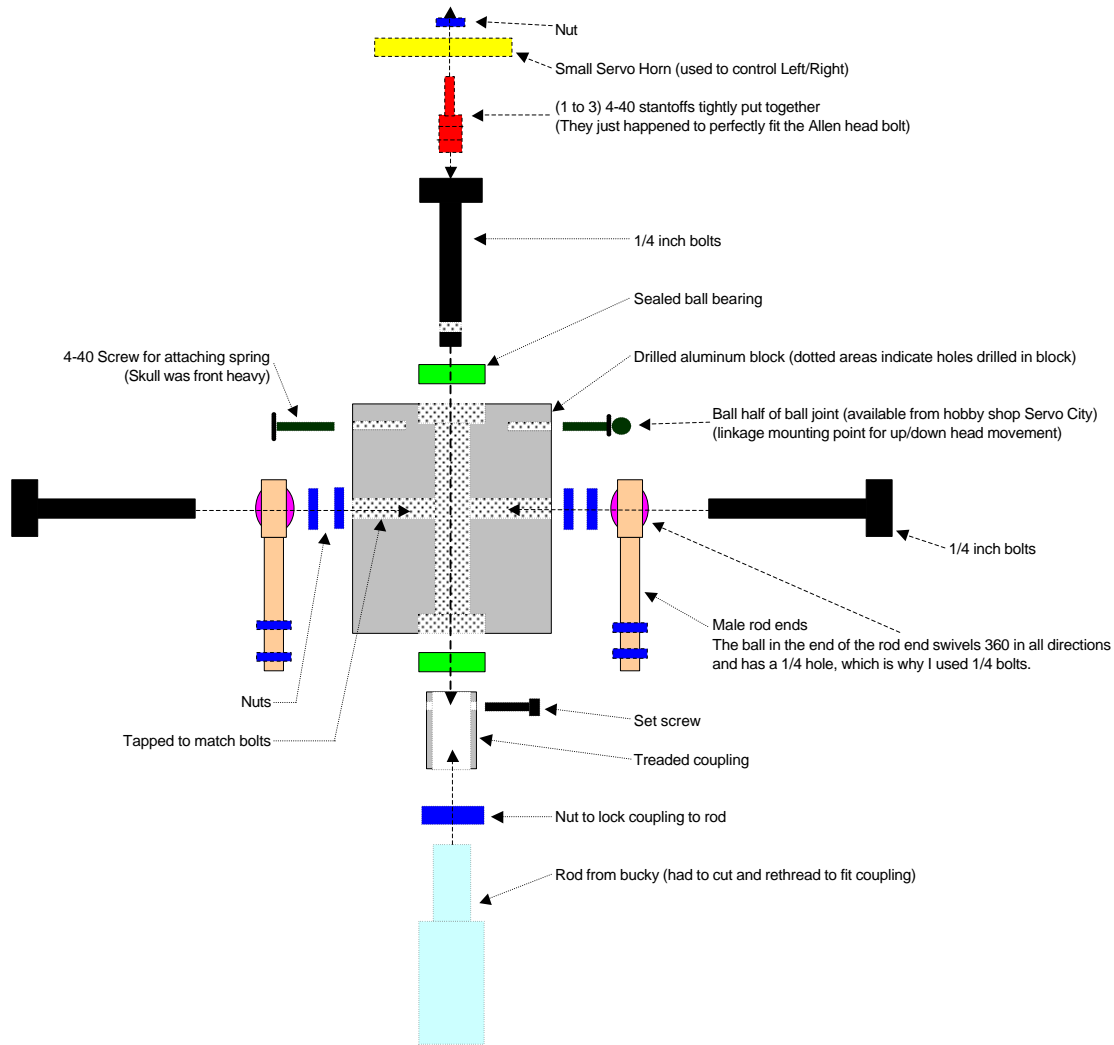 Nut
Small Servo Horn (used to control Left/Right)
(1 to 3) 4-40 stantoffs tightly put together
(They just happened to perfectly fit the Allen head bolt)
1/4 inch bolts
Sealed ball bearing
4-40 Screw for attaching spring
(Skull was front heavy)
Drilled aluminum block (dotted areas indicate holes drilled in block)
Ball half of ball joint (available from hobby shop Servo City)
(linkage mounting point for up/down head movement)
1/4 inch bolts
Male rod ends
The ball in the end of the rod end swivels 360 in all directions
and has a 1/4 hole, which is why I used 1/4 bolts.
Nuts
Set screw
Tapped to match bolts
Treaded coupling
Nut to lock coupling to rod
Rod from bucky (had to cut and rethread to fit coupling)